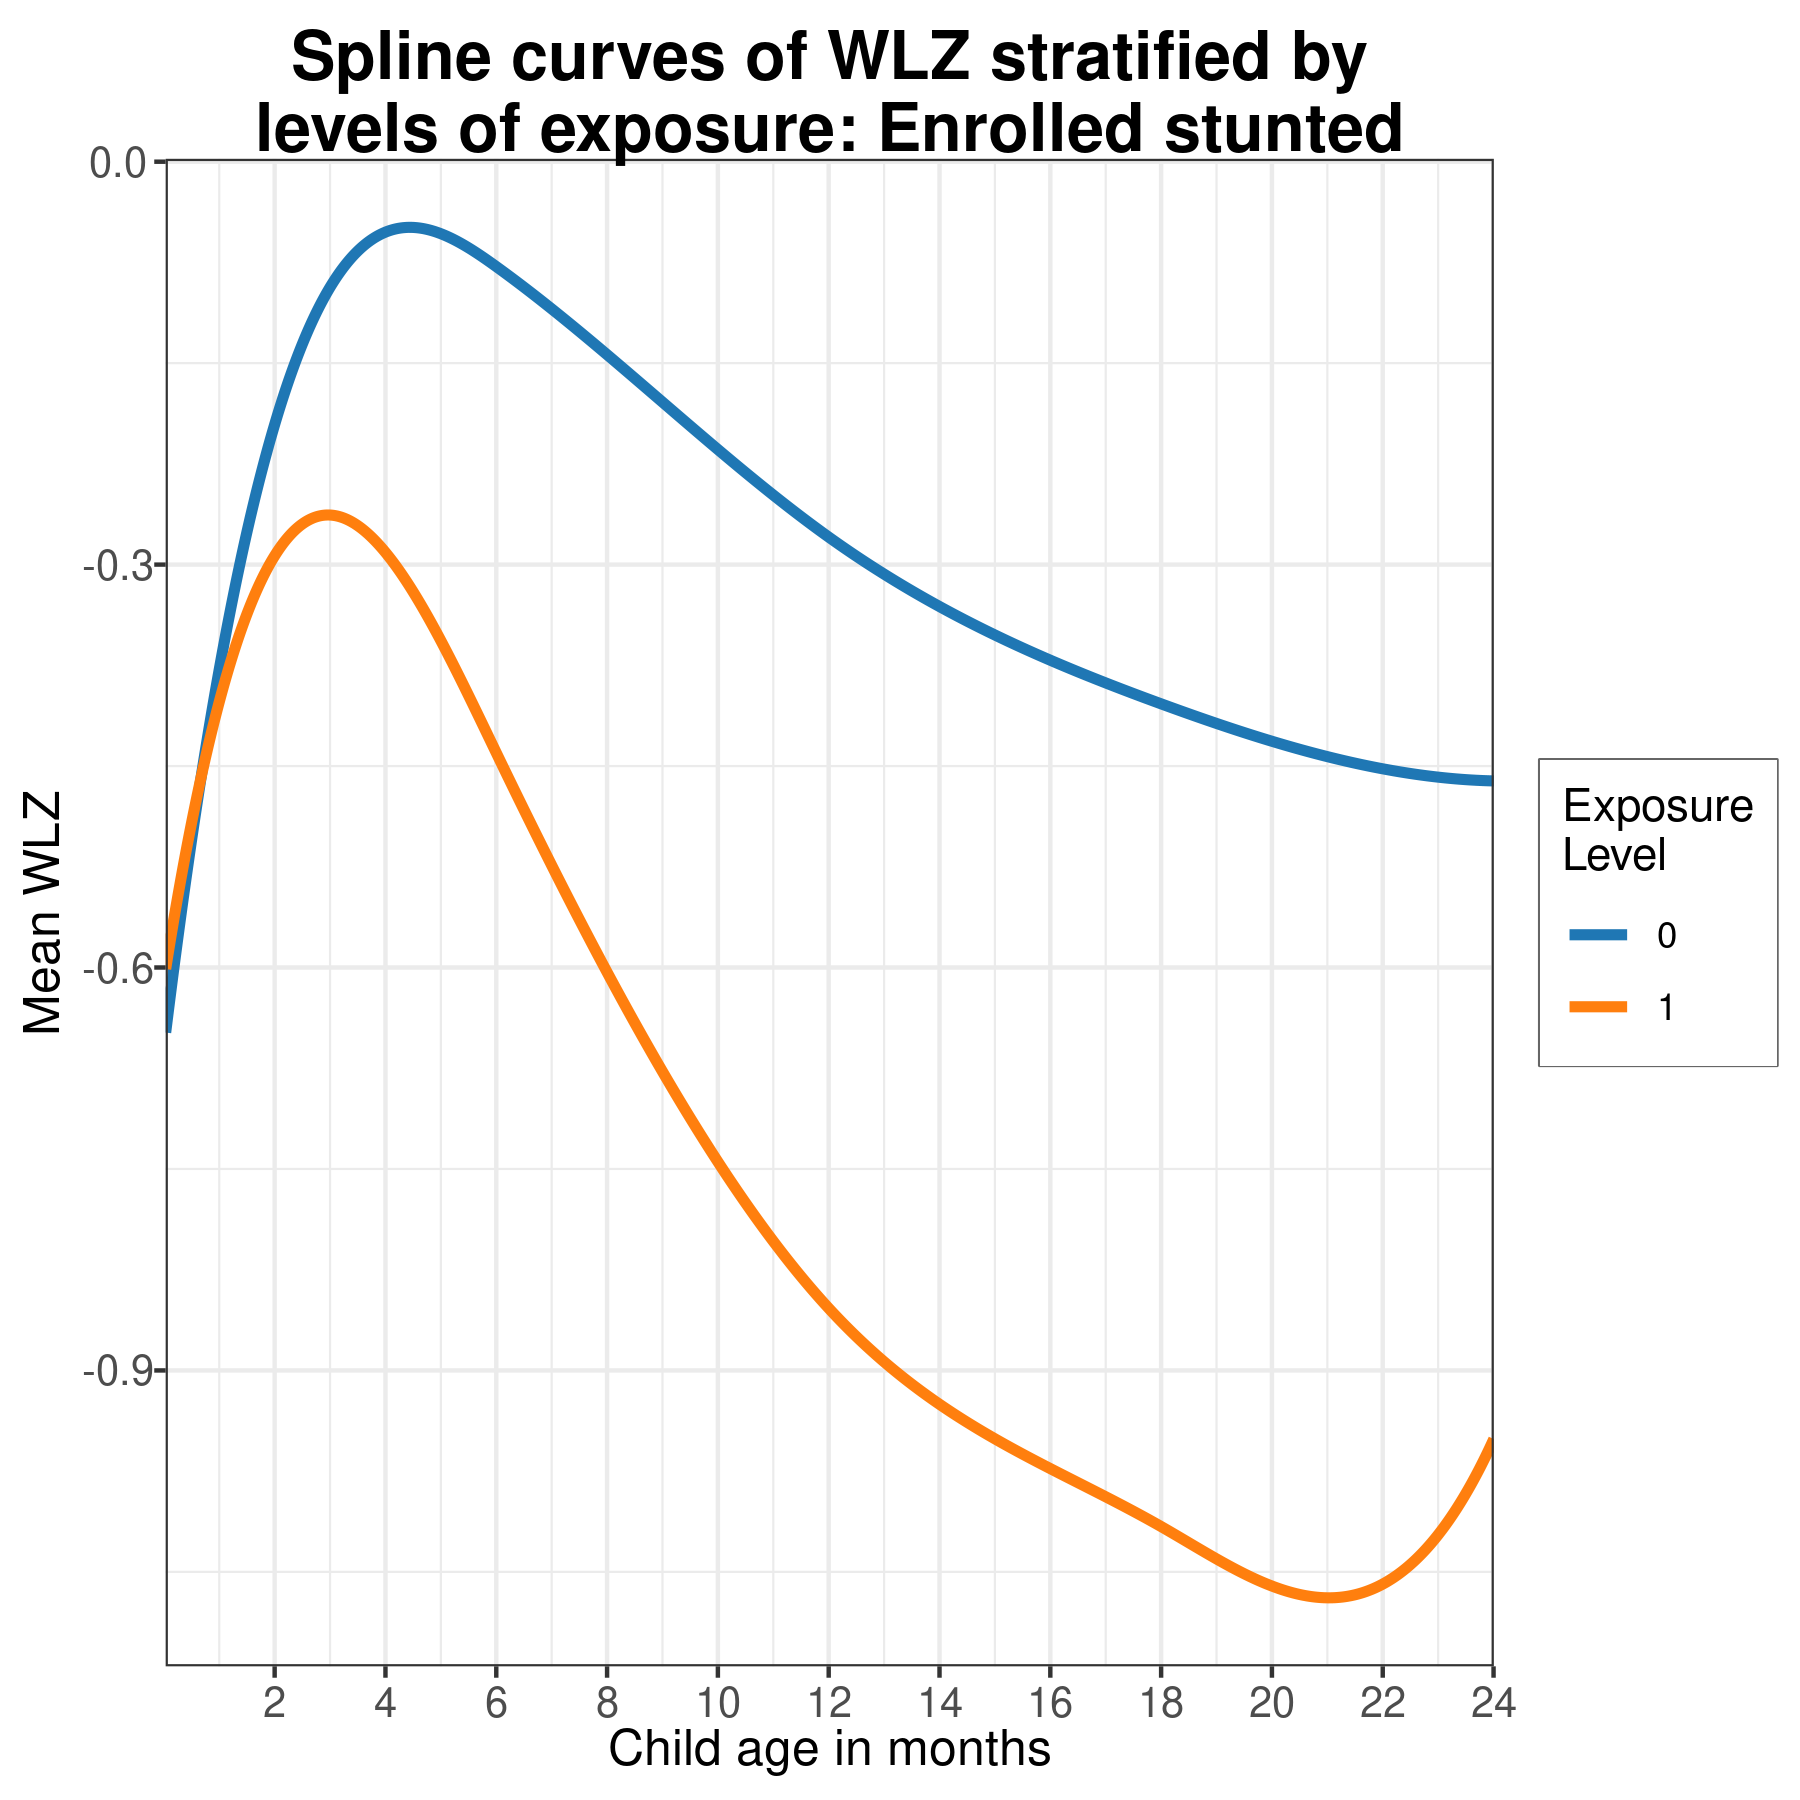 Spline curves of WLZ stratified by
levels of exposure: Enrolled stunted
0.0
-0.3
-0.6
-0.9
Mean WLZ
2 4 6 8 10 12 14 16 18 20 22 24
Child age in months
Exposure
Level
0
1